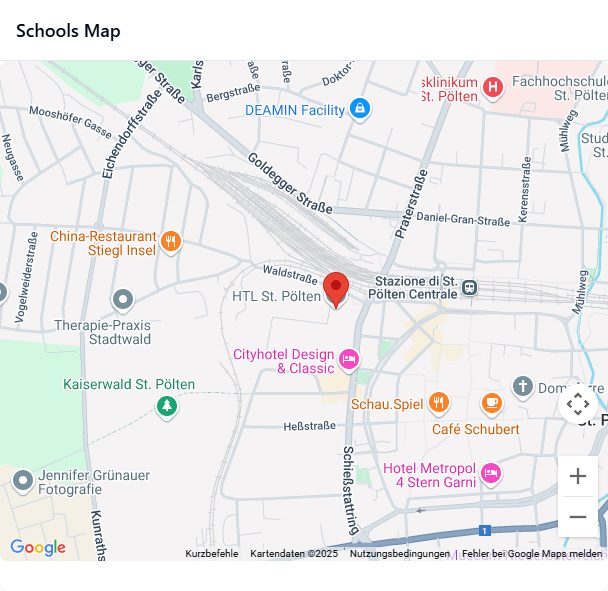 Schools Map
sklinikum
St. Pölten
Fachhochschule
St. Pölten
Karls
Bergstraße
Doktor-
straße
DEAMIN Facility
Mooshöfer Gasse
Eichendorffstraße
Goldegger Straße
Neugasse
Mühlweg
Stud
St. Pö
Kerensstraße
Praterstraße
Daniel-Gran-Straße
China-Restaurant
Stiegl Insel
Vogelweiderstraße
Waldstraße
HTL St. Pölten
Stazione di St.
Pölten Centrale
Mühlweg
Therapie-Praxis
Stadtwald
Cityhotel Design
& Classic
Kaiserwald St. Pölten
Schau.Spiel
Café Schubert
Heßstraße
Schießstattring
Hotel Metropol
4 Stern Garni
Jennifer Grünauer
Fotografie
Kunraths
1
Google
Kurzbefehle
Kartendaten ©2025
Nutzungsbedingungen
Fehler bei Google Maps melden